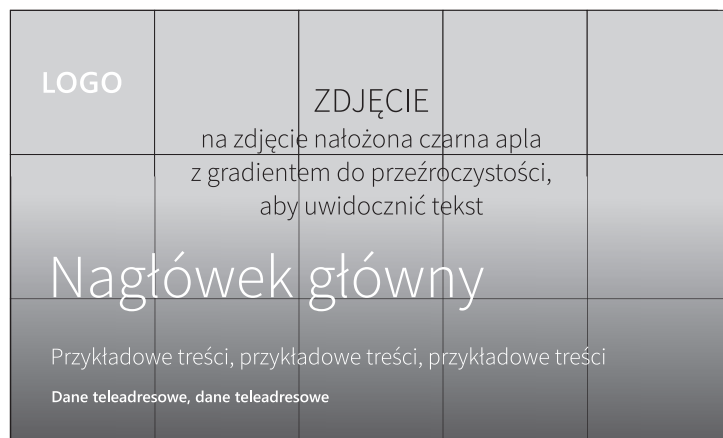 LOGO
ZDJĘCIE
na zdjęcie nałożona czarna apla
z gradientem do przeźroczystości,
aby uwidocznić tekst
Nagłówek główny
Przykładowe treści, przykładowe treści, przykładowe treści
Dane teleadresowe, dane teleadresowe